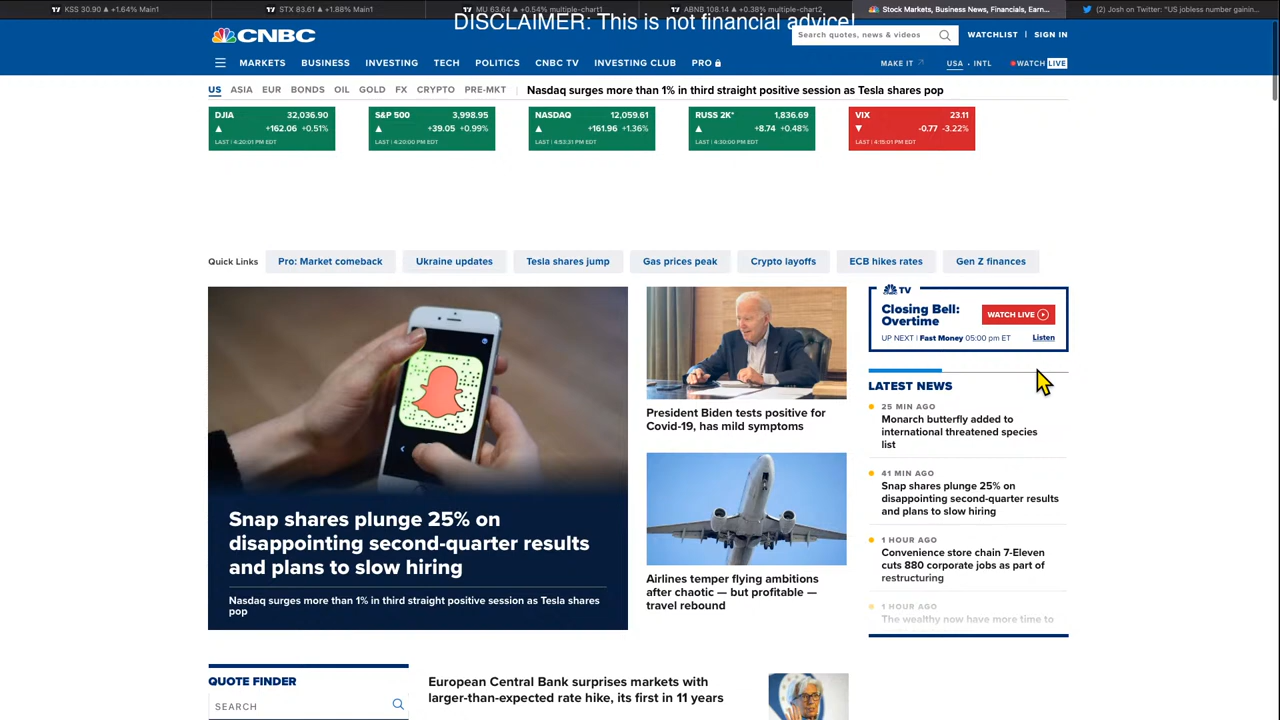 KSS 30.90 ▲ +1.64% Main1
STX 83.61 ▲ +1.88% Main1
MU 63.64 ▲ +0.54% multiple-chart1
ABNB 108.14 ▲ +0.38% multiple-chart2
Stock Markets, Business News, Financials, Earn...
(2) Josh on Twitter: "US jobless number gainin...
DISCLAIMER: This is not financial advice!
CNBC
Search quotes, news & videos
WATCHLIST | SIGN IN
MARKETS BUSINESS INVESTING TECH POLITICS CNBC TV INVESTING CLUB PRO
MAKE IT USA • INTL WATCH LIVE
US ASIA EUR BONDS OIL GOLD FX CRYPTO PRE-MKT
Nasdaq surges more than 1% in third straight positive session as Tesla shares pop
DJIA 32,036.90
▲ +162.06 +0.51%
LAST | 4:20:01 PM EDT
S&P 500 3,998.95
▲ +39.05 +0.99%
LAST | 4:20:00 PM EDT
NASDAQ 12,059.61
▲ +161.96 +1.36%
LAST | 4:53:31 PM EDT
RUSS 2K* 1,836.69
▲ +8.74 +0.48%
LAST | 4:30:00 PM EDT
VIX 23.11
▼ -0.77 -3.22%
LAST | 4:15:01 PM EDT
Quick Links
Pro: Market comeback
Ukraine updates
Tesla shares jump
Gas prices peak
Crypto layoffs
ECB hikes rates
Gen Z finances
Snap shares plunge 25% on
disappointing second-quarter results
and plans to slow hiring
Nasdaq surges more than 1% in third straight positive session as Tesla shares
pop
President Biden tests positive for
Covid-19, has mild symptoms
Airlines temper flying ambitions
after chaotic — but profitable —
travel rebound
TV
Closing Bell:
Overtime
WATCH LIVE
UP NEXT | Fast Money 05:00 pm ET
Listen
LATEST NEWS
25 MIN AGO
Monarch butterfly added to
international threatened species
list
41 MIN AGO
Snap shares plunge 25% on
disappointing second-quarter results
and plans to slow hiring
1 HOUR AGO
Convenience store chain 7-Eleven
cuts 880 corporate jobs as part of
restructuring
1 HOUR AGO
The wealthy now have more time to
QUOTE FINDER
SEARCH
European Central Bank surprises markets with
larger-than-expected rate hike, its first in 11 years